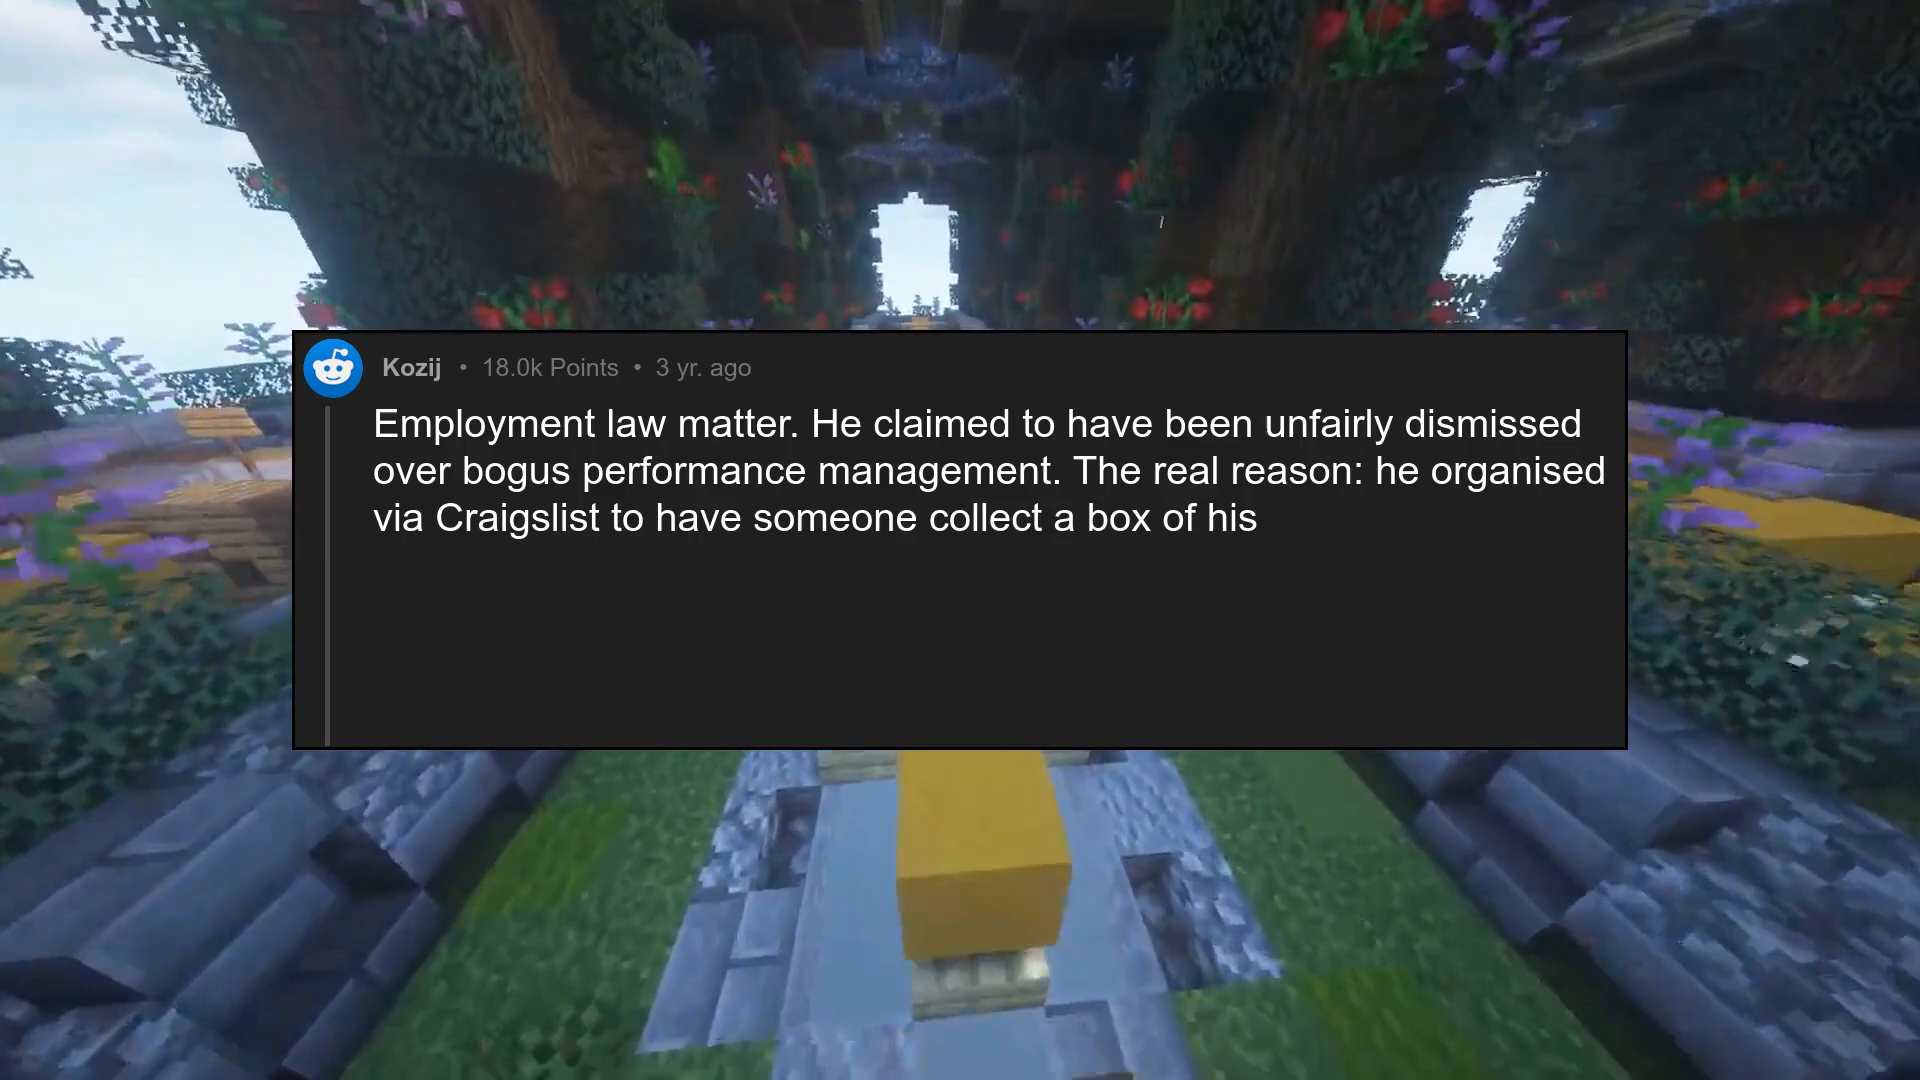 Kozij • 18.0k Points • 3 yr. ago
Employment law matter. He claimed to have been unfairly dismissed
over bogus performance management. The real reason: he organised
via Craigslist to have someone collect a box of his